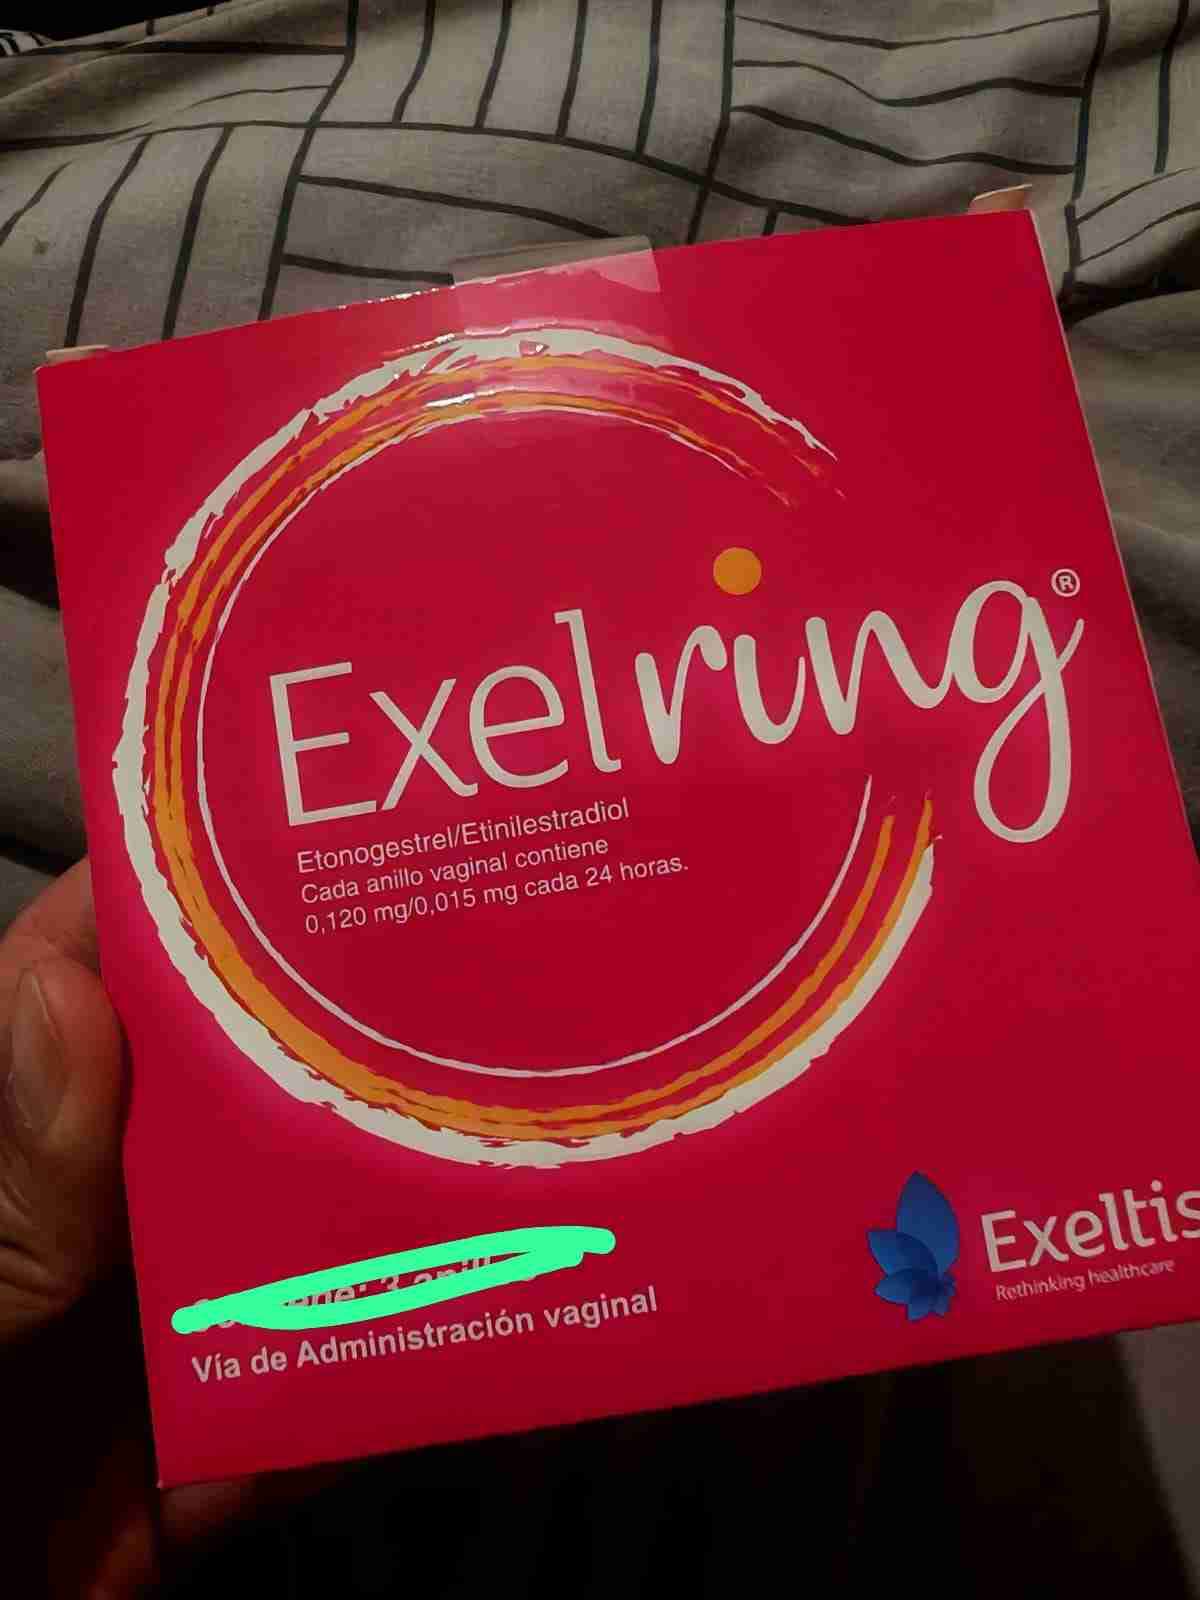 Exelring®
Etonogestrel/Etinilestradiol
Cada anillo vaginal contiene
0,120 mg/0,015 mg cada 24 horas.
3
Vía de Administración vaginal
Exeltis
Rethinking healthcare